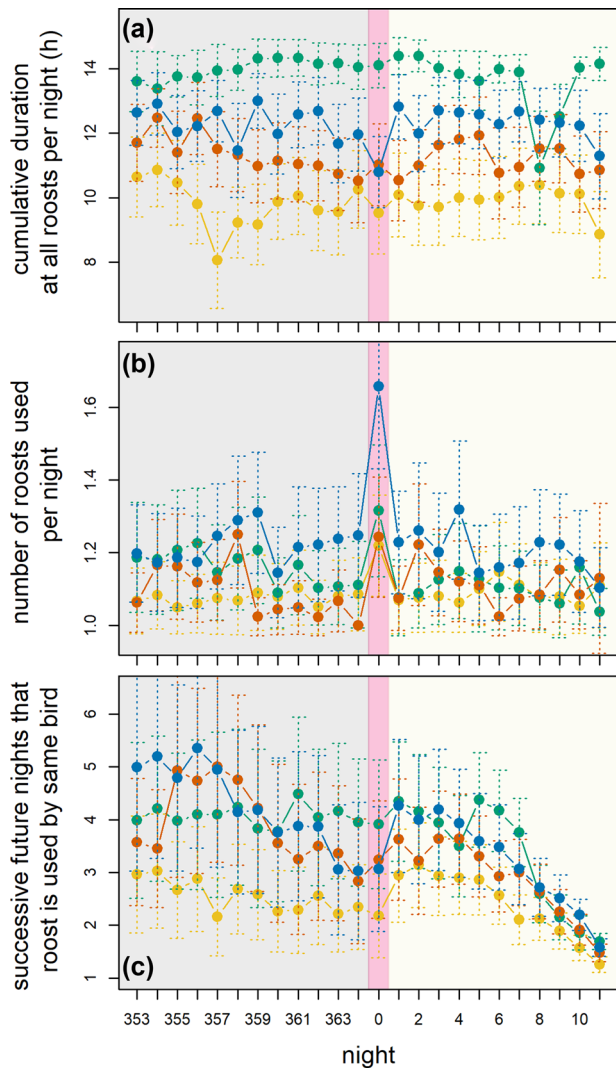 (a)
cumulative duration
at all roosts per night (h)
14
12
10
8
(b)
number of roosts used
per night
1.6
1.4
1.2
1.0
(c)
successive future nights that
roost is used by same bird
6
5
4
3
2
1
353 355 357 359 361 363 0 2 4 6 8 10
night